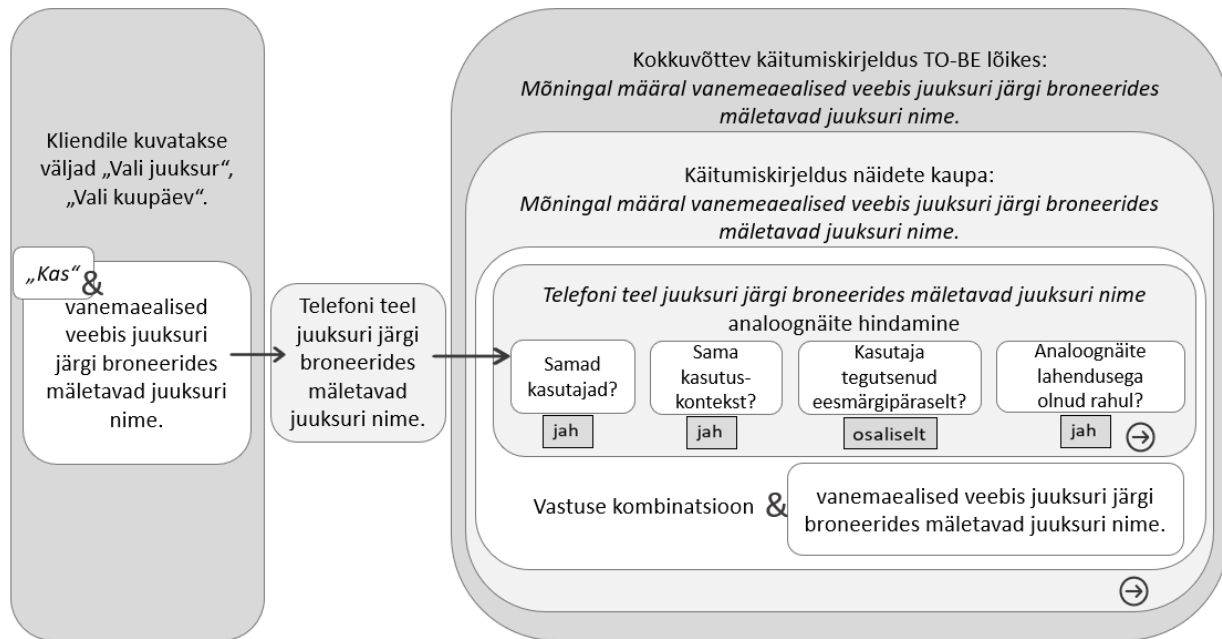 Kliendile kuvatakse
väljad „Vali juuksur“,
„Vali kuupäev“.
„Kas“ &
vanemaealised
veebis juuksuri
järgi broneerides
mäletavad juuksuri
nime.
Telefoni teel
juuksuri järgi
broneerides
mäletavad
juuksuri nime.
Kokkuvõttev käitumiskirjeldus TO-BE lõikes:
Mõningal määral vanemeaealised veebis juuksuri järgi broneerides
mäletavad juuksuri nime.
Käitumiskirjeldus näidete kaupa:
Mõningal määral vanemeaealised veebis juuksuri järgi broneerides
mäletavad juuksuri nime.
Telefoni teel juuksuri järgi broneerides mäletavad juuksuri nime
analoognäite hindamine
Samad
kasutajad?
jah
Sama
kasutus-
kontekst?
jah
Kasutaja
tegutsenud
eesmärgipäraselt?
osaliselt
Analoognäite
lahendusega
olnud rahul?
jah
Vastuse kombinatsioon &
vanemaealised veebis juuksuri järgi
broneerides mäletavad juuksuri nime.